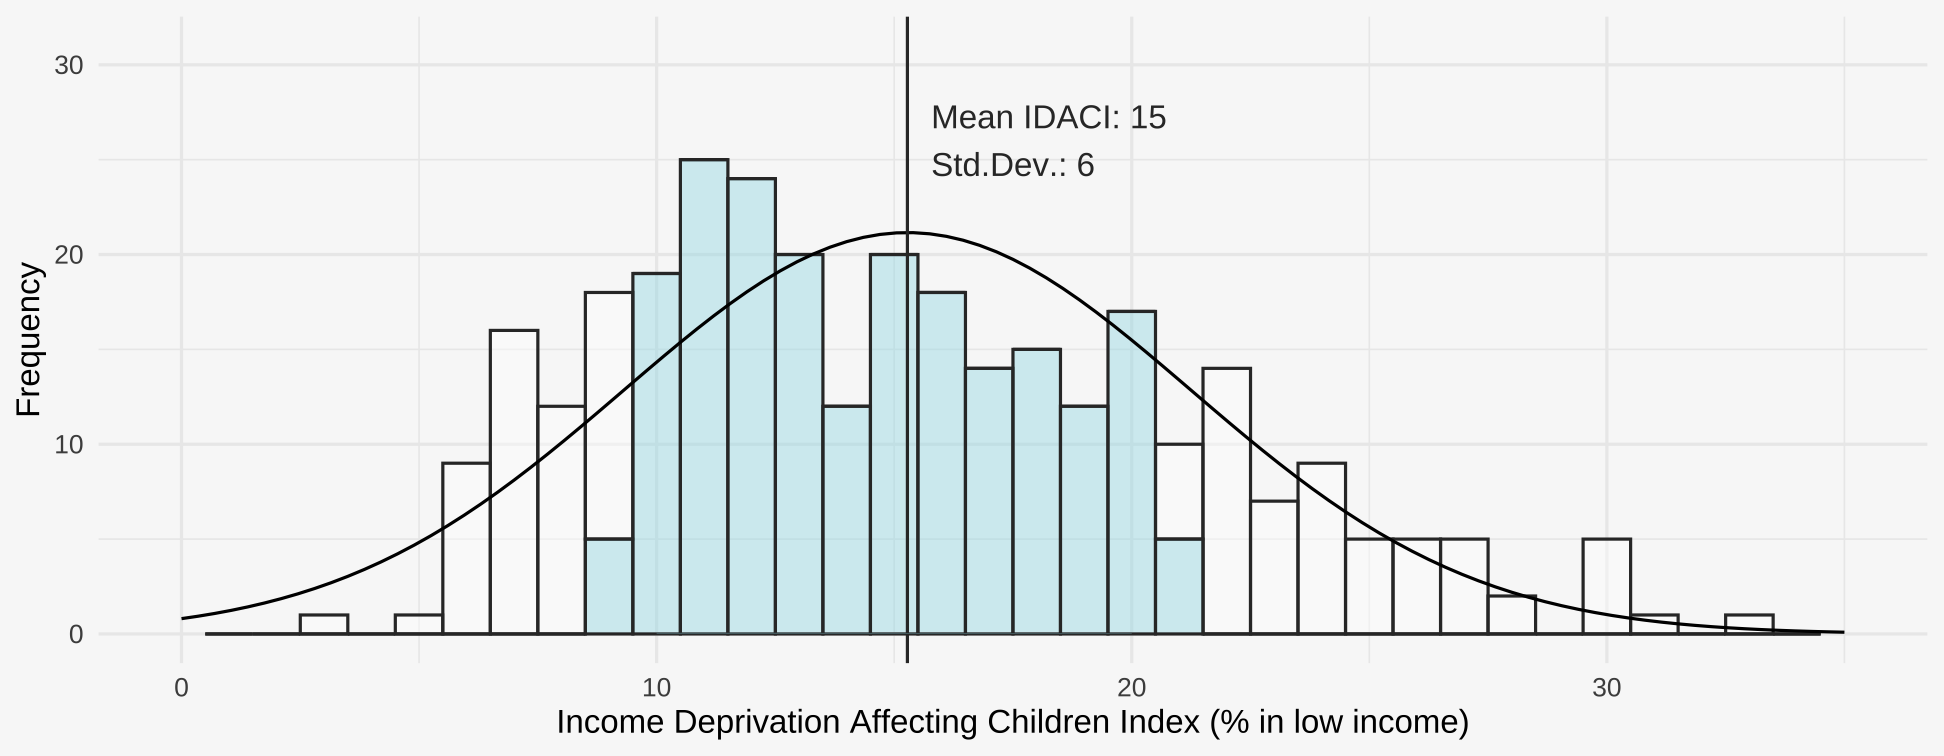 30
Mean IDACI: 15
Std.Dev.: 6
20
Frequency
10
0
0 10 20 30
Income Deprivation Affecting Children Index (% in low income)